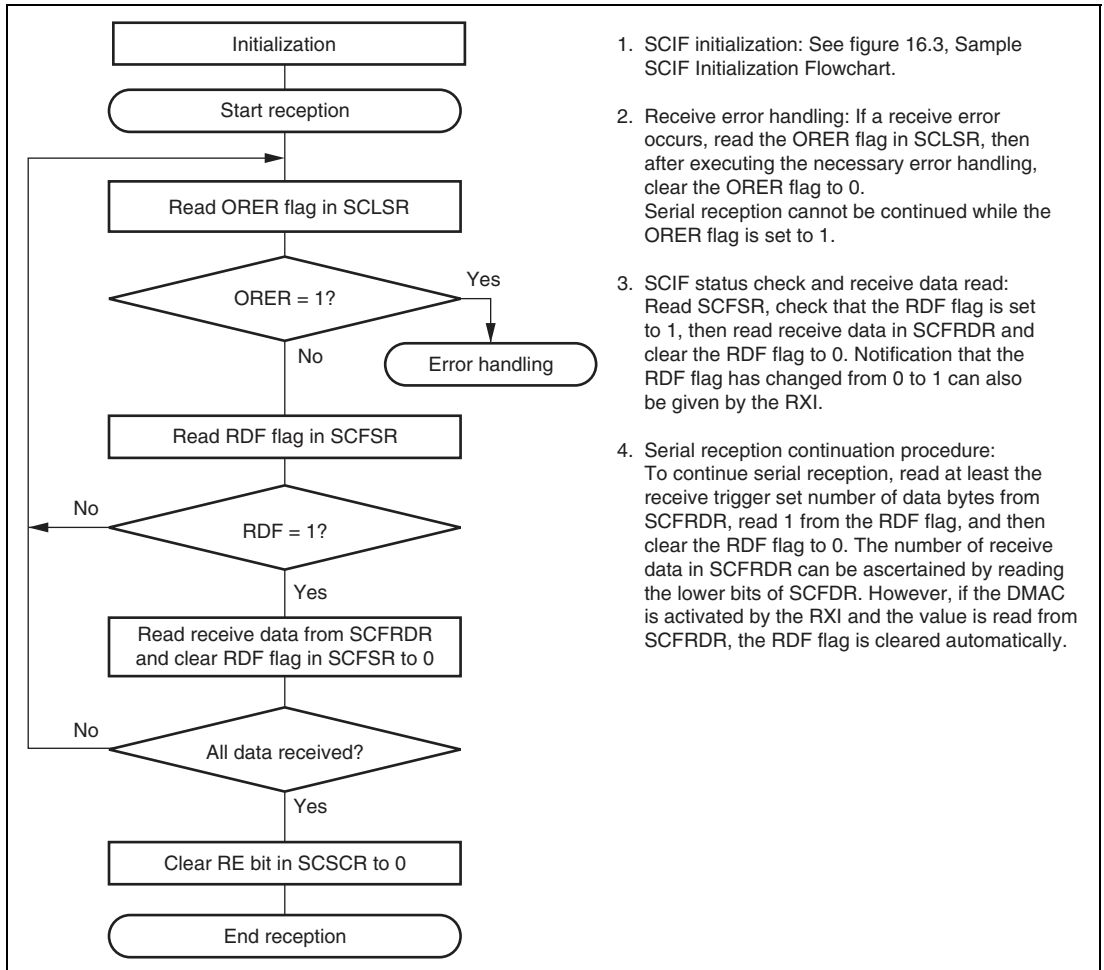 Initialization
Start reception
Read ORER flag in SCLSR
ORER = 1?
Yes
No
Error handling
Read RDF flag in SCFSR
No
RDF = 1?
Yes
Read receive data from SCFRDR
and clear RDF flag in SCFSR to 0
No
All data received?
Yes
Clear RE bit in SCSCR to 0
End reception
1. SCIF initialization: See figure 16.3, Sample
SCIF Initialization Flowchart.
2. Receive error handling: If a receive error
occurs, read the ORER flag in SCLSR, then
after executing the necessary error handling,
clear the ORER flag to 0.
Serial reception cannot be continued while the
ORER flag is set to 1.
3. SCIF status check and receive data read:
Read SCFSR, check that the RDF flag is set
to 1, then read receive data in SCFRDR and
clear the RDF flag to 0. Notification that the
RDF flag has changed from 0 to 1 can also
be given by the RXI.
4. Serial reception continuation procedure:
To continue serial reception, read at least the
receive trigger set number of data bytes from
SCFRDR, read 1 from the RDF flag, and then
clear the RDF flag to 0. The number of receive
data in SCFRDR can be ascertained by reading
the lower bits of SCFDR. However, if the DMAC
is activated by the RXI and the value is read from
SCFRDR, the RDF flag is cleared automatically.